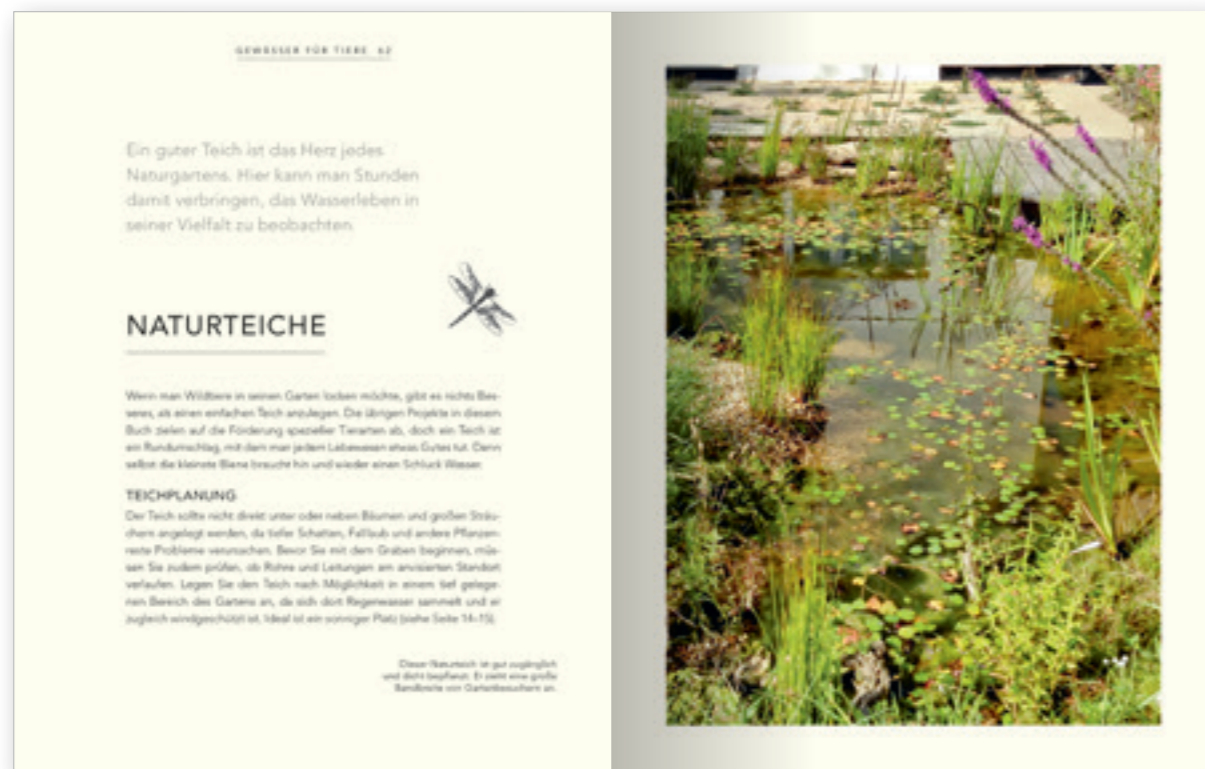 GEWÄSSER FÜR TIERE 62
Ein guter Teich ist das Herz jedes
Naturgartens. Hier kann man Stunden
damit verbringen, das Wasserleben in
seiner Vielfalt zu beobachten.
NATURTEICHE
Wenn man Wildtiere in seinen Garten locken möchte, gibt es nichts Bes-
seres, als einen einfachen Teich anzulegen. Die übrigen Projekte in diesem
Buch zielen auf die Förderung spezieller Tierarten ab, doch ein Teich ist
ein Rundumschlag, mit dem man jedem Lebewesen etwas Gutes tut. Denn
selbst die kleinste Biene braucht hin und wieder einen Schluck Wasser.
TEICHPLANUNG
Der Teich sollte nicht direkt unter oder neben Bäumen und großen Sträu-
chern angelegt werden, da tiefer Schatten, Falllaub und andere Pflanzen-
reste Probleme verursachen. Bevor Sie mit dem Graben beginnen, müs-
sen Sie zudem prüfen, ob Rohre und Leitungen am anvisierten Standort
verlaufen. Legen Sie den Teich nach Möglichkeit in einem tief gelege-
nen Bereich des Gartens an, da sich dort Regenwasser sammelt und er
zugleich windgeschützt ist. Ideal ist ein sonniger Platz (siehe Seite 14–15).
Dieser Naturteich ist gut zugänglich
und dicht bepflanzt. Er zieht eine große
Bandbreite von Gartenbesuchern an.